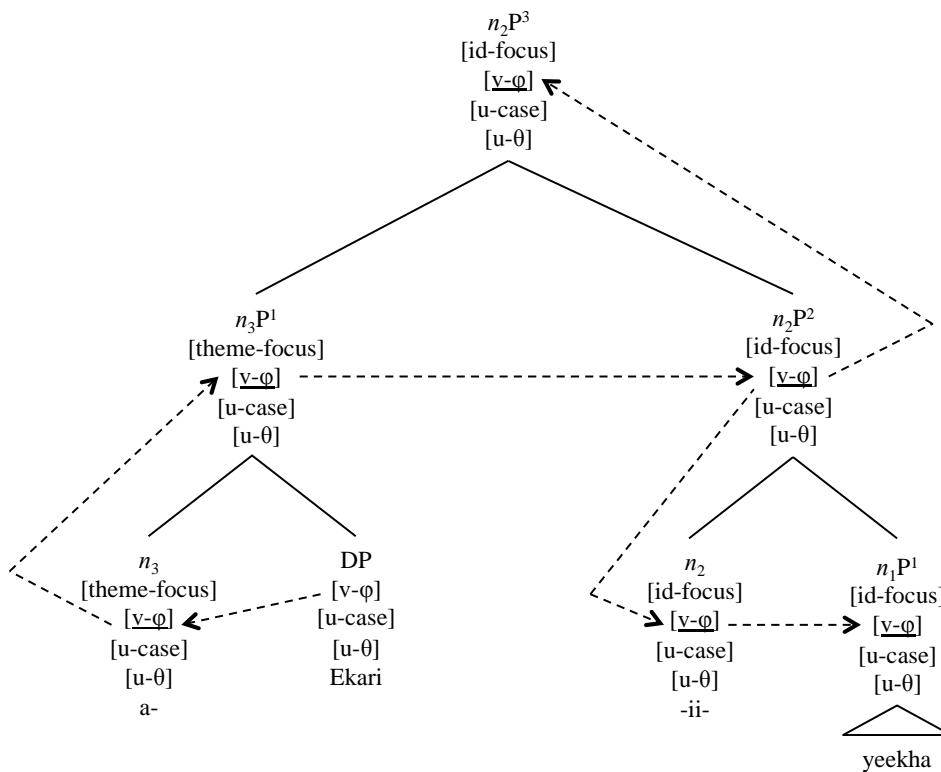 n₂P³
[id-focus]
[v-φ]
[u-case]
[u-θ]
n₃P¹
[theme-focus]
[v-φ]
[u-case]
[u-θ]
n₂P²
[id-focus]
[v-φ]
[u-case]
[u-θ]
n₃
[theme-focus]
[v-φ]
[u-case]
[u-θ]
a-
DP
[v-φ]
[u-case]
[u-θ]
Ekari
n₂
[id-focus]
[v-φ]
[u-case]
[u-θ]
-ii-
n₁P¹
[id-focus]
[v-φ]
[u-case]
[u-θ]
yeekha